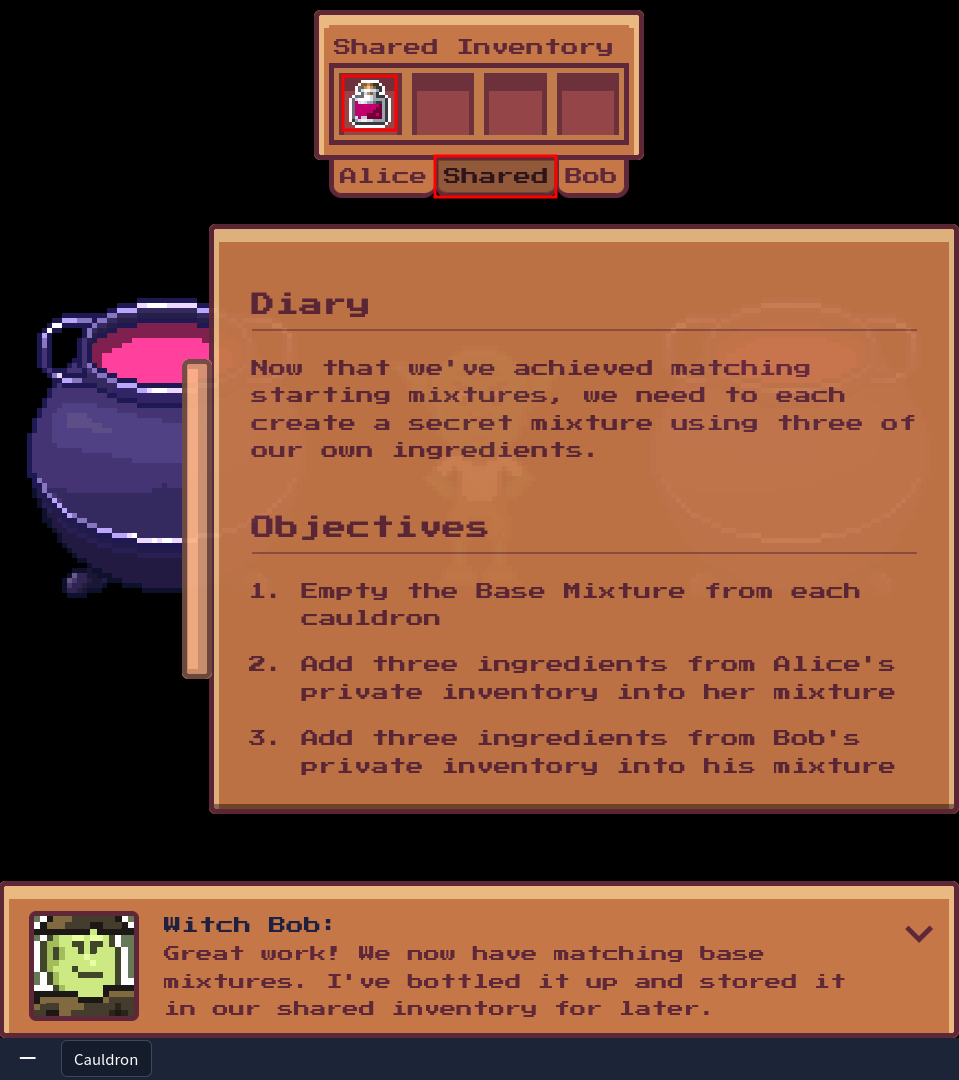 Shared Inventory
Alice Shared Bob
Diary
Now that we've achieved matching
starting mixtures, we need to each
create a secret mixture using three of
our own ingredients.
Objectives
1. Empty the Base Mixture from each
cauldron
2. Add three ingredients from Alice's
private inventory into her mixture
3. Add three ingredients from Bob's
private inventory into his mixture
Witch Bob:
Great work! We now have matching base
mixtures. I've bottled it up and stored it
in our shared inventory for later.
Cauldron